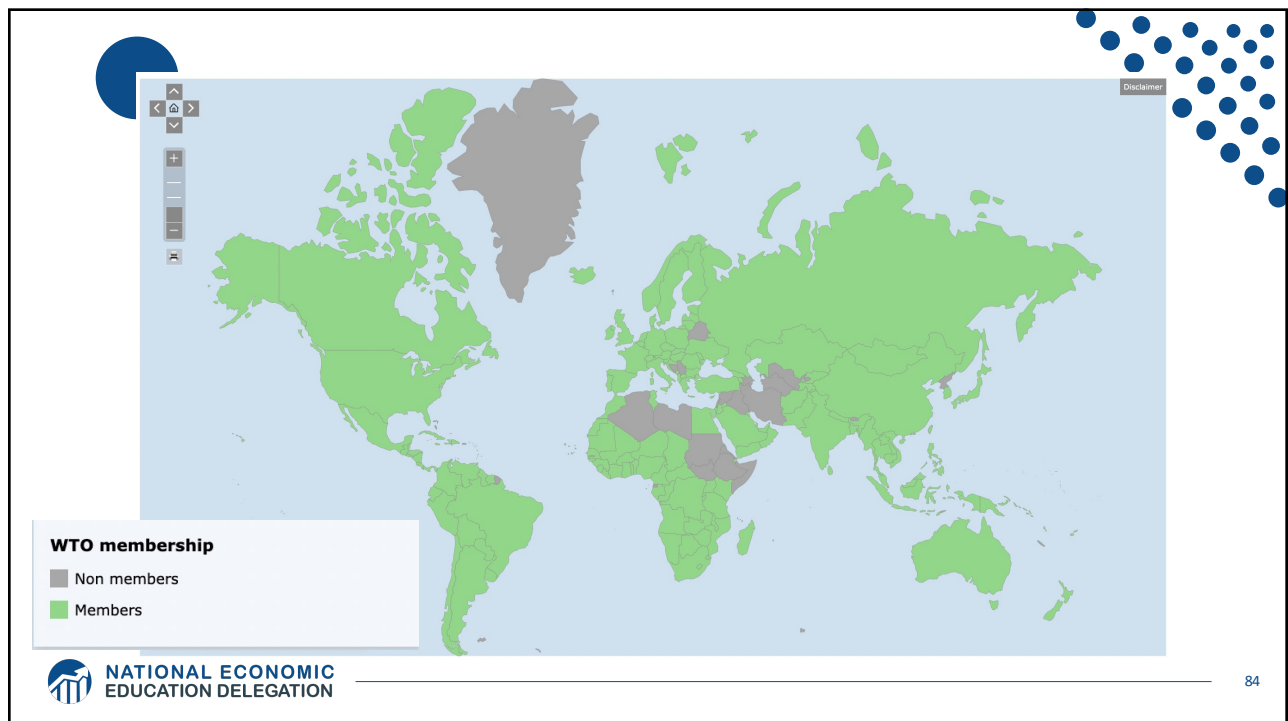 Disclaimer
WTO membership
Non members
Members
NATIONAL ECONOMIC
EDUCATION DELEGATION
84